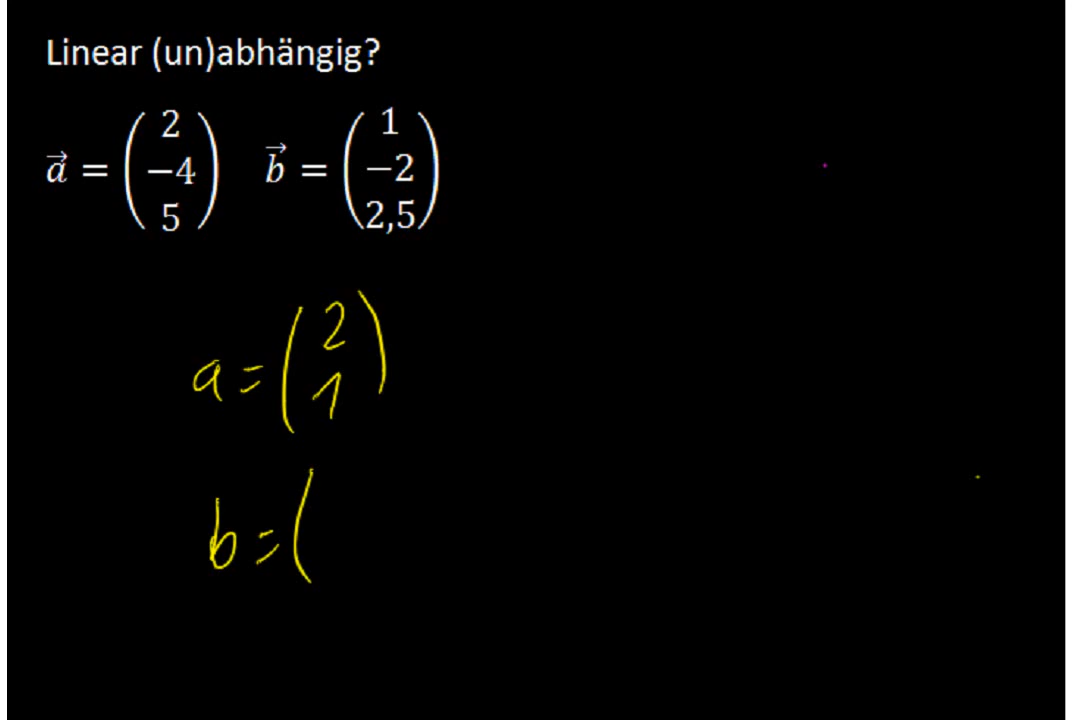 Linear (un)abhängig?
a⃗ = (2 −4 5) b⃗ = (1 −2 2,5)
a = (2 1)
b = (